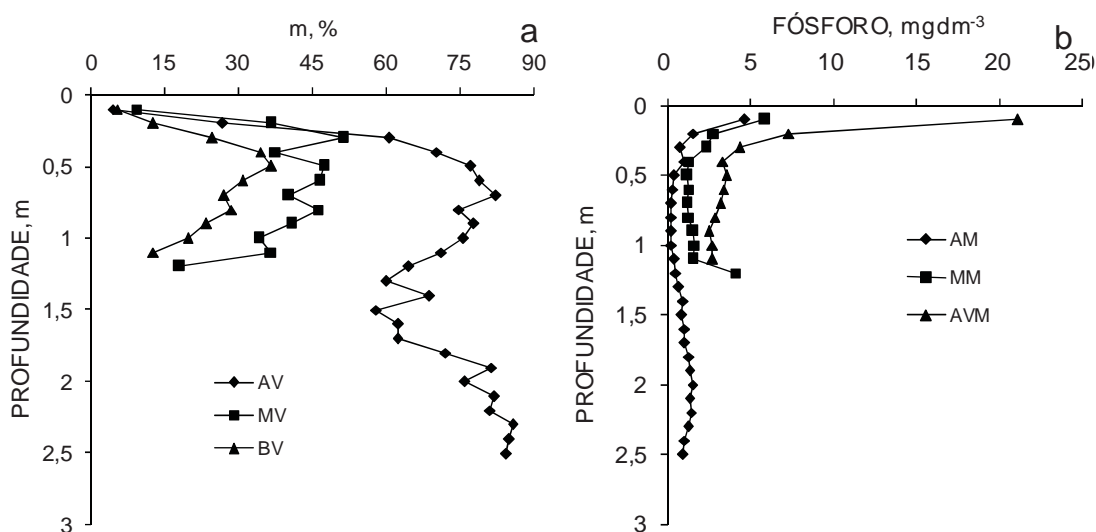 m, %
a
0 15 30 45 60 75 90
0
0,5
1
1,5
2
2,5
3
PROFUNDIDADE, m
AV
MV
BV
FÓSFORO, mgdm-3
b
0 5 10 15 20 25
0
0,5
1
1,5
2
2,5
3
PROFUNDIDADE, m
AM
MM
AVM